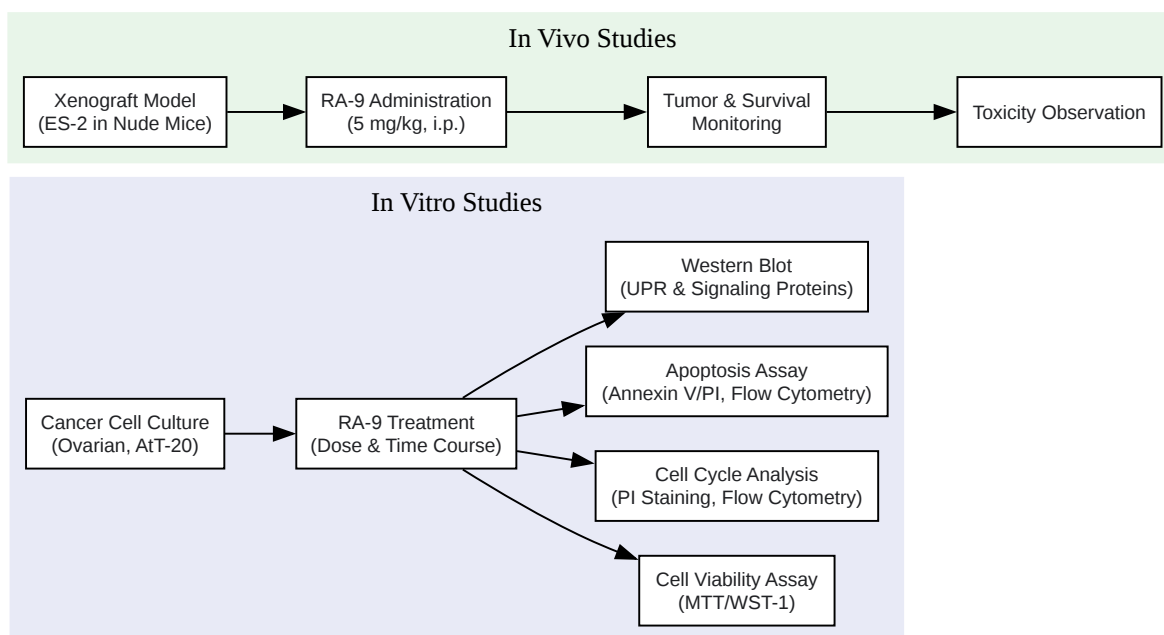 In Vivo Studies
Xenograft Model
(ES-2 in Nude Mice)
RA-9 Administration
(5 mg/kg, i.p.)
Tumor & Survival
Monitoring
Toxicity Observation
In Vitro Studies
Cancer Cell Culture
(Ovarian, AtT-20)
RA-9 Treatment
(Dose & Time Course)
Western Blot
(UPR & Signaling Proteins)
Apoptosis Assay
(Annexin V/PI, Flow Cytometry)
Cell Cycle Analysis
(PI Staining, Flow Cytometry)
Cell Viability Assay
(MTT/WST-1)